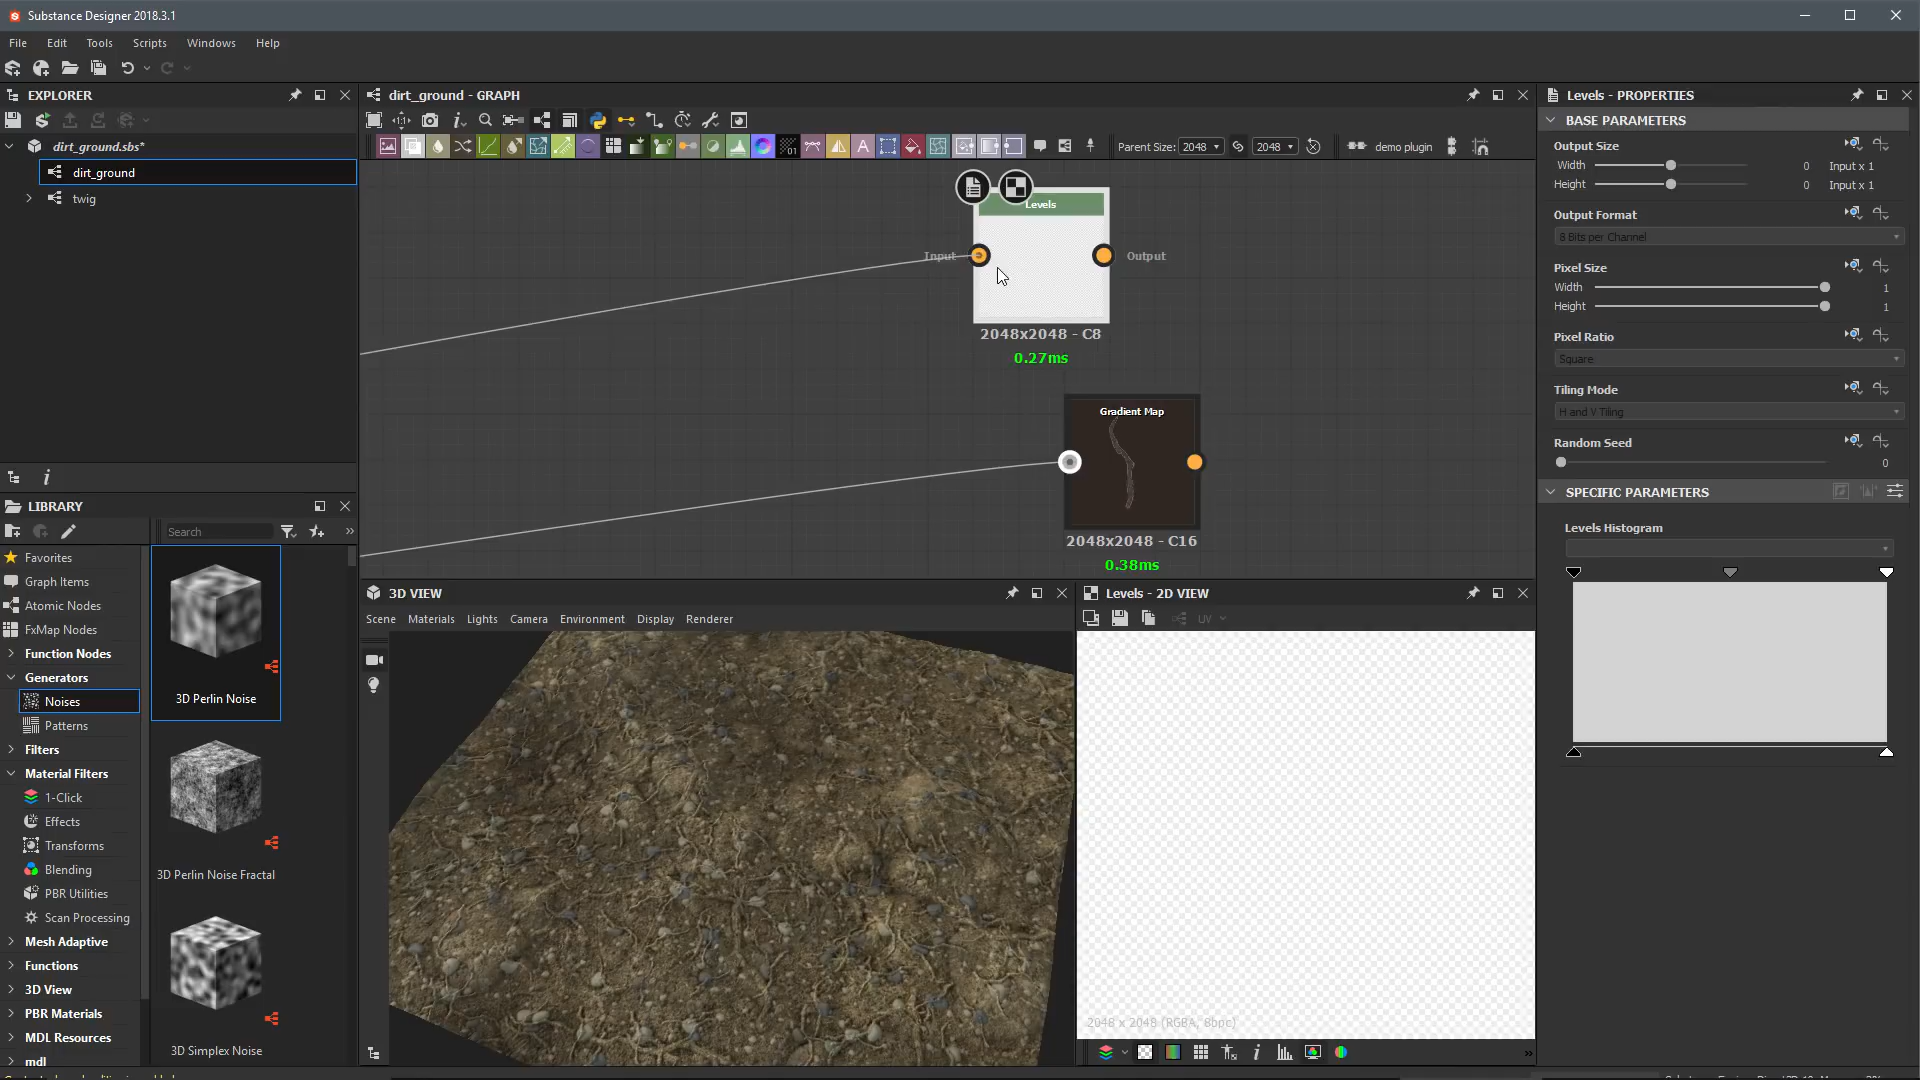 Substance Designer 2018.3.1
File Edit Tools Scripts Windows Help
EXPLORER
dirt_ground.sbs*
dirt_ground
twig
LIBRARY
Search
Favorites
Graph Items
Atomic Nodes
FxMap Nodes
Function Nodes
Generators
Noises
Patterns
Filters
Material Filters
1-Click
Effects
Transforms
Blending
PBR Utilities
Scan Processing
Mesh Adaptive
Functions
3D View
PBR Materials
MDL Resources
mdl
3D Perlin Noise
3D Perlin Noise Fractal
3D Simplex Noise
dirt_ground - GRAPH
Parent Size: 2048 2048 demo plugin
Levels
Input Output
2048x2048 - C8
0.27ms
Gradient Map
2048x2048 - C16
0.38ms
3D VIEW
Scene Materials Lights Camera Environment Display Renderer
Levels - 2D VIEW
UV
2048 x 2048 (RGBA, 8bpc)
Levels - PROPERTIES
BASE PARAMETERS
Output Size
Width 0 Input x 1
Height 0 Input x 1
Output Format
8 Bits per Channel
Pixel Size
Width 1
Height 1
Pixel Ratio
Square
Tiling Mode
H and V Tiling
Random Seed
0
SPECIFIC PARAMETERS
Levels Histogram